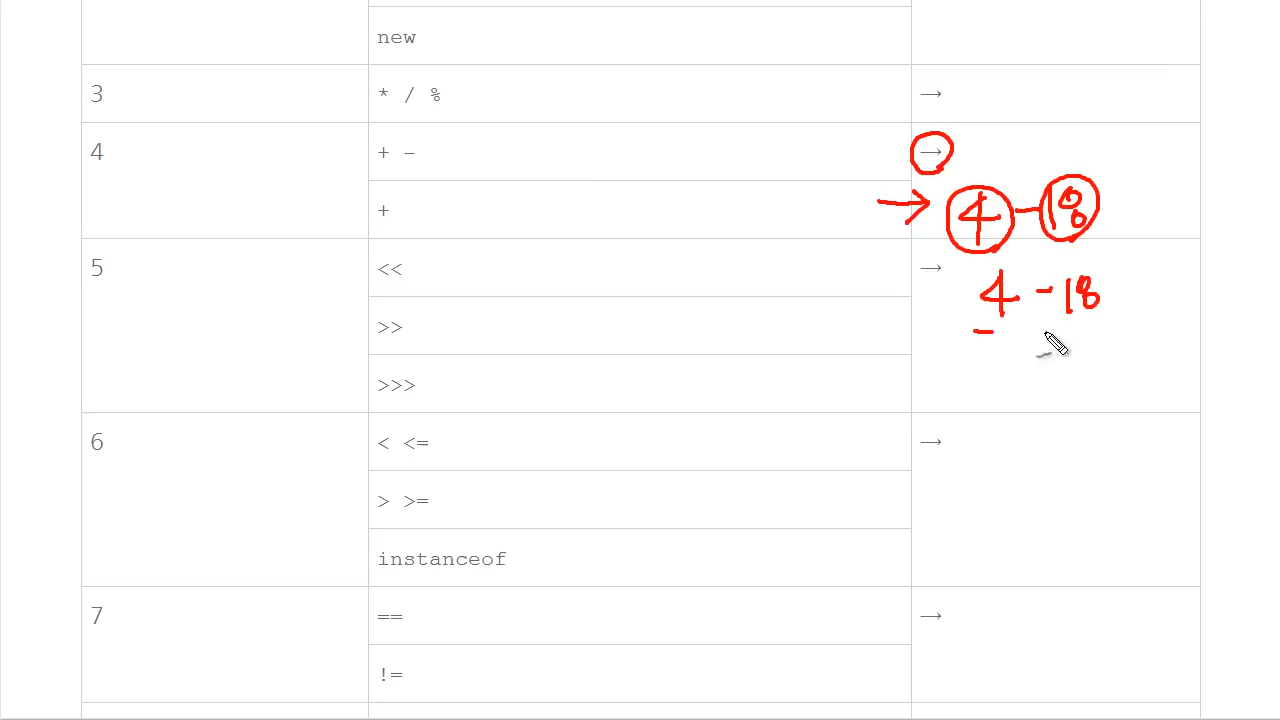 new
3 * / % →
4 + – →
+
→ 4 - 18
5 << →
4 - 18
>>
- -
>>>
6 < <= →
> >=
instanceof
7 == →
!=